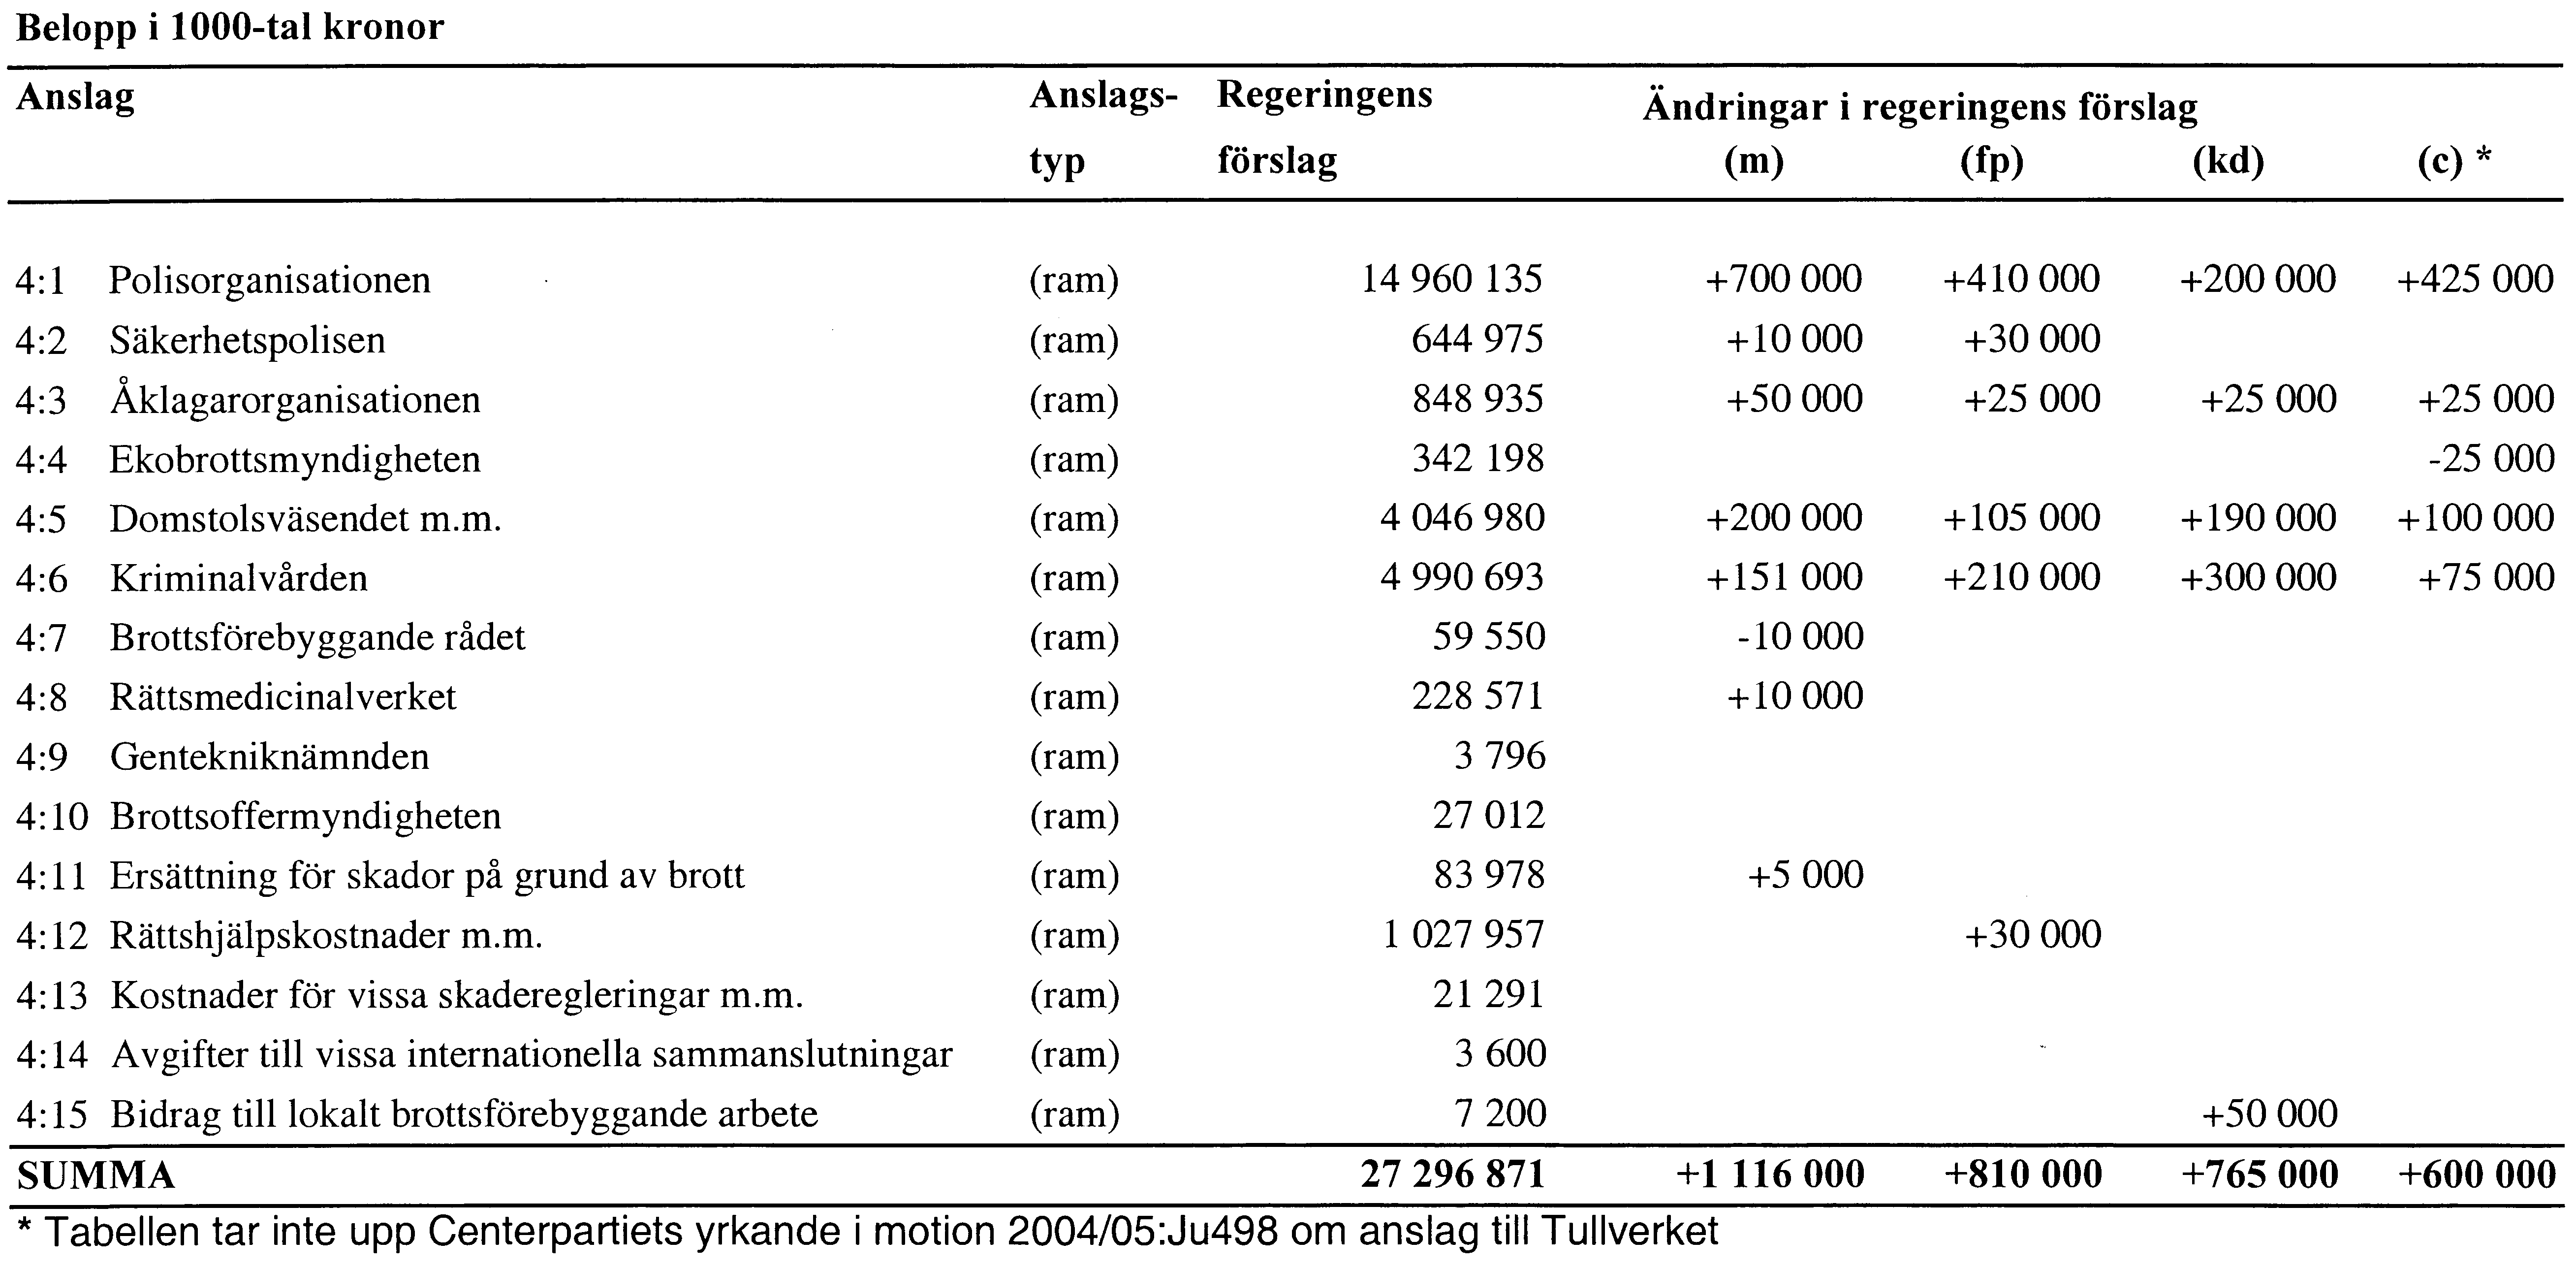 Belopp i 1000-tal kronor
Anslag Anslags- Regeringens Ändringar i regeringens förslag
typ förslag (m) (fp) (kd) (c) *
4:1 Polisorganisationen (ram) 14 960 135 +700 000 +410 000 +200 000 +425 000
4:2 Säkerhetspolisen (ram) 644 975 +10 000 +30 000
4:3 Åklagarorganisationen (ram) 848 935 +50 000 +25 000 +25 000 +25 000
4:4 Ekobrottsmyndigheten (ram) 342 198 -25 000
4:5 Domstolsväsendet m.m. (ram) 4 046 980 +200 000 +105 000 +190 000 +100 000
4:6 Kriminalvården (ram) 4 990 693 +151 000 +210 000 +300 000 +75 000
4:7 Brottsförebyggande rådet (ram) 59 550 -10 000
4:8 Rättsmedicinalverket (ram) 228 571 +10 000
4:9 Gentekniknämnden (ram) 3 796
4:10 Brottsoffermyndigheten (ram) 27 012
4:11 Ersättning för skador på grund av brott (ram) 83 978 +5 000
4:12 Rättshjälpskostnader m.m. (ram) 1 027 957 +30 000
4:13 Kostnader för vissa skaderegleringar m.m. (ram) 21 291
4:14 Avgifter till vissa internationella sammanslutningar (ram) 3 600
4:15 Bidrag till lokalt brottsförebyggande arbete (ram) 7 200 +50 000
SUMMA 27 296 871 +1 116 000 +810 000 +765 000 +600 000
* Tabellen tar inte upp Centerpartiets yrkande i motion 2004/05:Ju498 om anslag till Tullverket